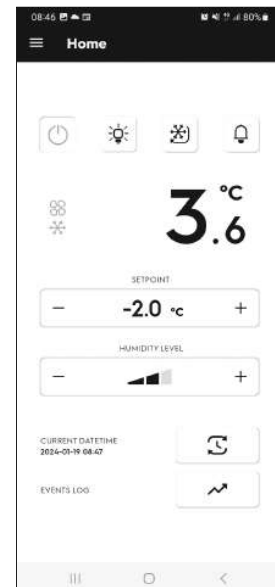 08:46 80%
Home
3.6 °C
SETPOINT
− -2.0 °C +
HUMIDITY LEVEL
− +
CURRENT DATETIME
2024-01-19 08:47
EVENTS LOG